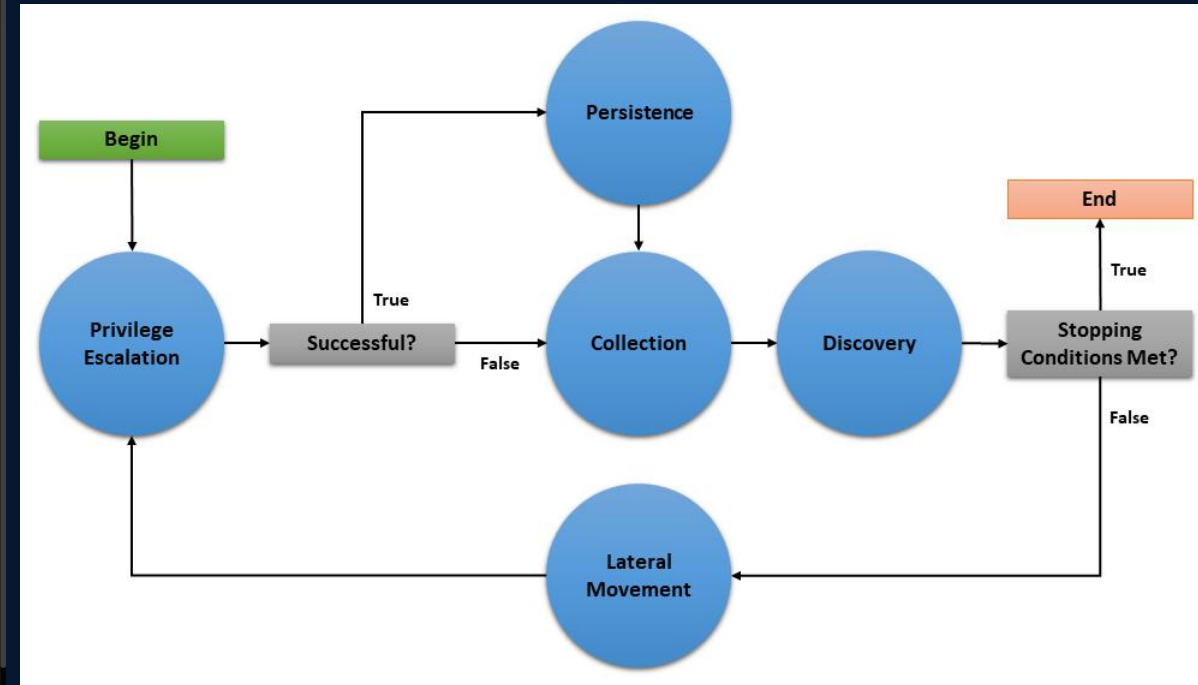 Begin
Persistence
End
True
True
Privilege
Escalation
Successful?
False
Collection
Discovery
Stopping
Conditions Met?
False
Lateral
Movement